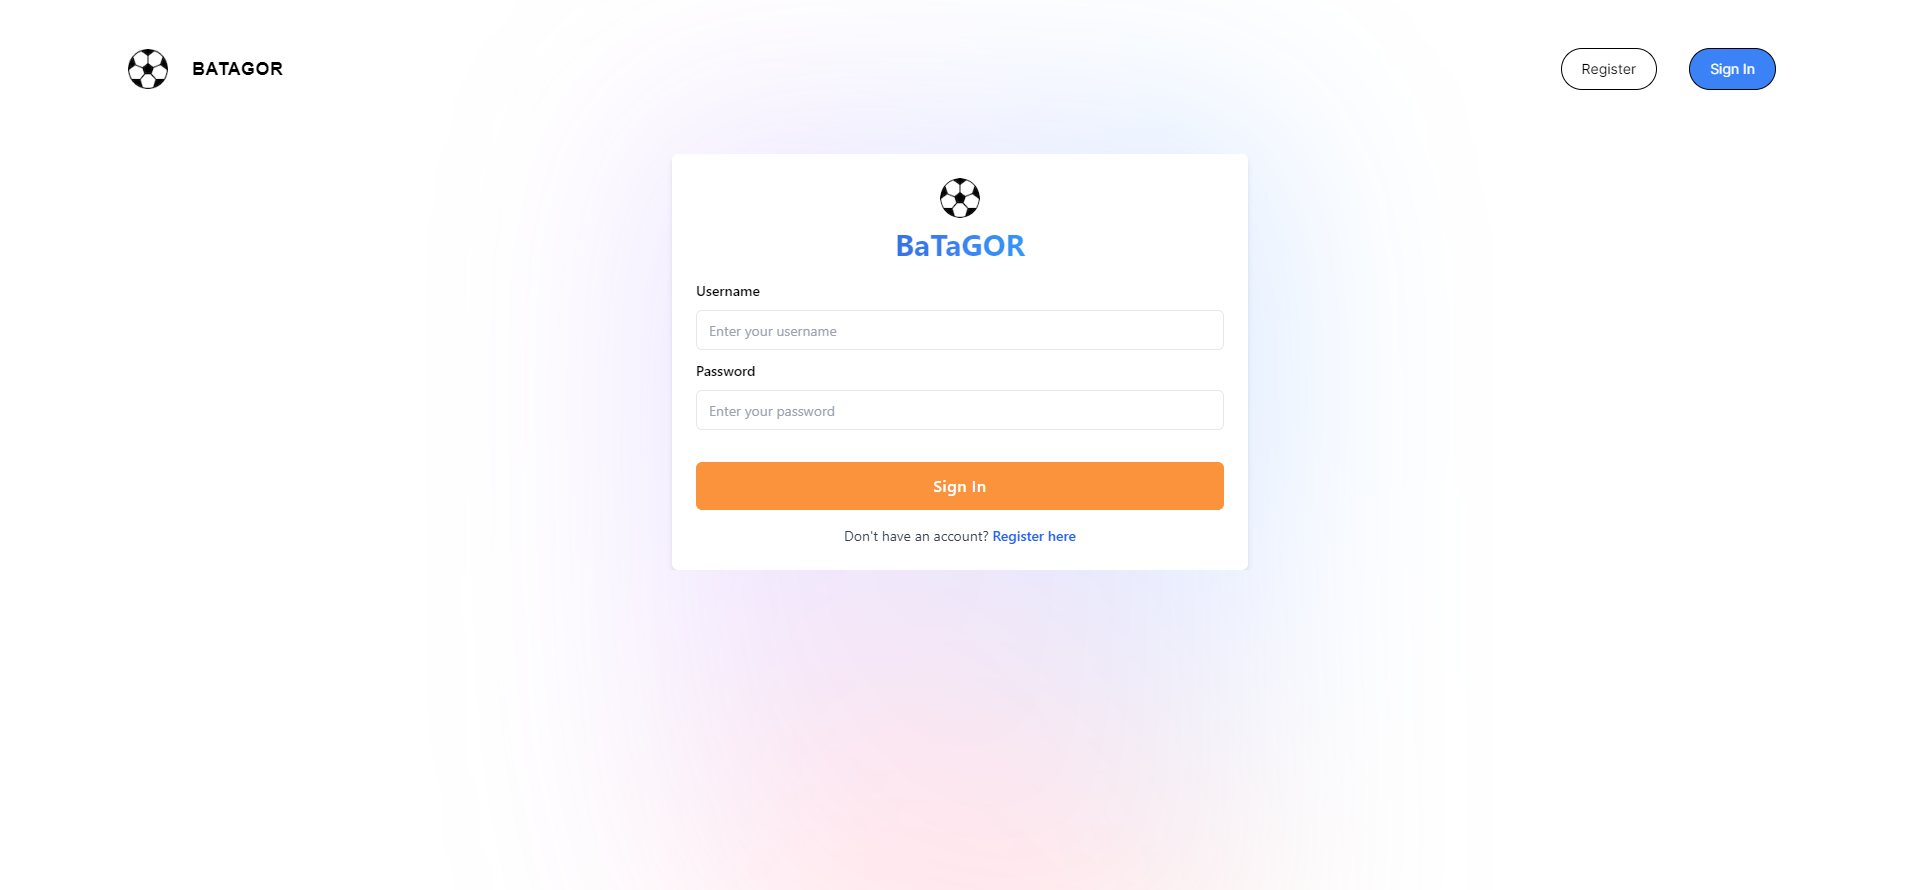 BATAGOR
Register
Sign In
BaTaGOR
Username
Enter your username
Password
Enter your password
Sign In
Don't have an account? Register here